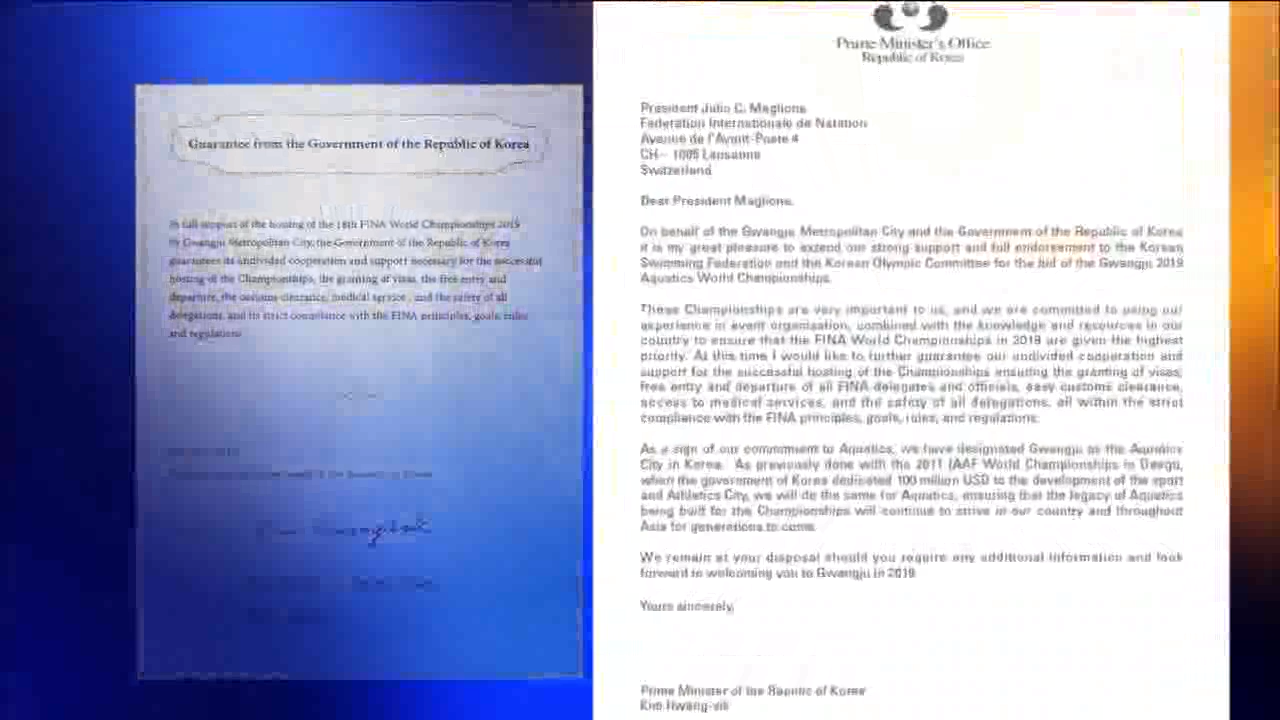 Guarantee from the Government of the Republic of Korea
In full support of the hosting of the 18th FINA World Championships 2019
by Gwangju Metropolitan City, the Government of the Republic of Korea
guarantees its undivided cooperation and support necessary for the successful
hosting of the Championships, the granting of visas, the free entry and
departure, the customs clearance, medical service , and the safety of all
delegations, and its strict compliance with the FINA principles, goals, rules
and regulations
Prime Minister's Office
Republic of Korea
President Julio C. Maglione
Federation Internationale de Natation
Avenue de l'Avant-Poste 4
CH – 1005 Lausanne
Switzerland
Dear President Maglione,
On behalf of the Gwangju Metropolitan City and the Government of the Republic of Korea
it is my great pleasure to extend our strong support and full endorsement to the Korean
Swimming Federation and the Korean Olympic Committee for the bid of the Gwangju 2019
Aquatics World Championships.
These Championships are very important to us, and we are committed to using our
experience in event organisation, combined with the knowledge and resources in our
country to ensure that the FINA World Championships in 2019 are given the highest
priority. At this time I would like to further guarantee our undivided cooperation and
support for the successful hosting of the Championships ensuring the granting of visas,
free entry and departure of all FINA delegates and officials, easy customs clearance,
access to medical services, and the safety of all delegations, all within the strict
compliance with the FINA principles, goals, rules, and regulations.
As a sign of our commitment to Aquatics, we have designated Gwangju as the Aquatics
City in Korea. As previously done with the 2011 IAAF World Championships in Daegu,
when the government of Korea dedicated 100 million USD to the development of the sport
and Athletics City, we will do the same for Aquatics, ensuring that the legacy of Aquatics
being built for the Championships will continue to strive in our country and throughout
Asia for generations to come.
We remain at your disposal should you require any additional information and look
forward to welcoming you to Gwangju in 2019
Yours sincerely,
Prime Minister of the Republic of Korea
Kim Hwang-sik